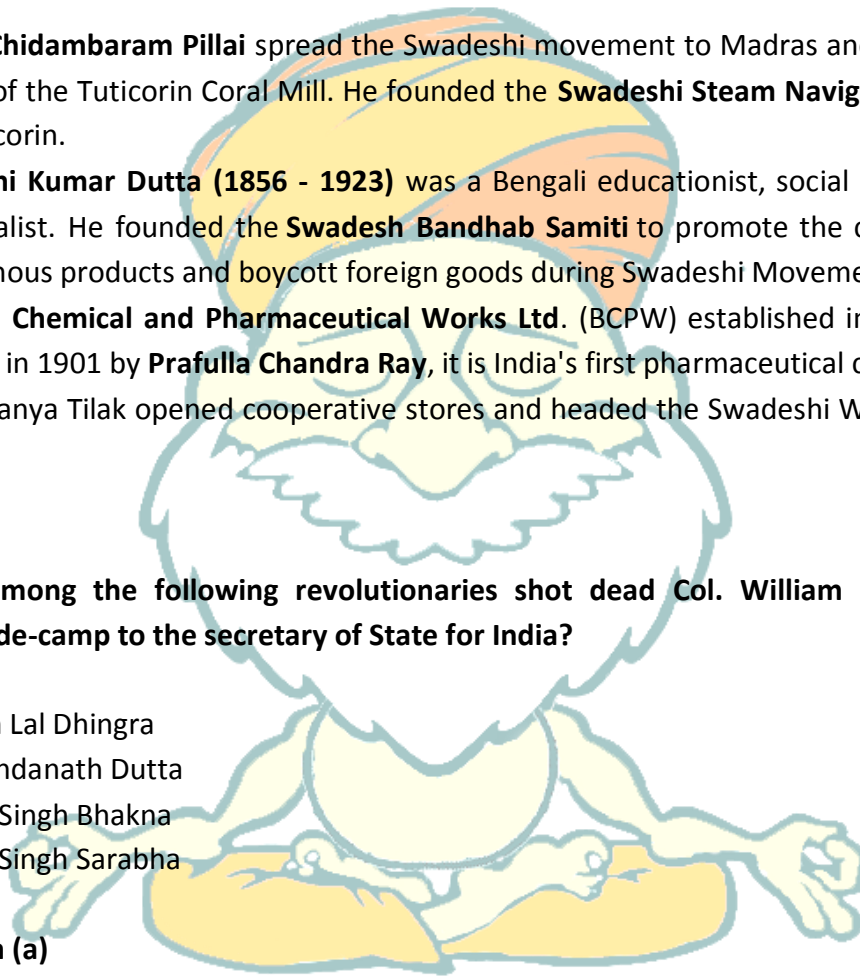 Chidambaram Pillai spread the Swadeshi movement to Madras and
of the Tuticorin Coral Mill. He founded the Swadeshi Steam Navig
corin.
ni Kumar Dutta (1856 - 1923) was a Bengali educationist, social
alist. He founded the Swadesh Bandhab Samiti to promote the
nous products and boycott foreign goods during Swadeshi Moveme
Chemical and Pharmaceutical Works Ltd. (BCPW) established in
in 1901 by Prafulla Chandra Ray, it is India's first pharmaceutical
anya Tilak opened cooperative stores and headed the Swadeshi W
mong the following revolutionaries shot dead Col. William
de-camp to the secretary of State for India?
Lal Dhingra
ndanath Dutta
Singh Bhakna
Singh Sarabha
(a)